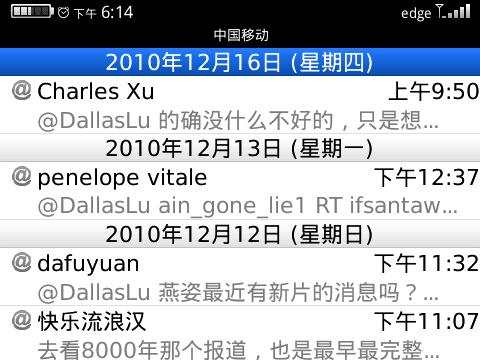 下午 6:14 edge
中国移动
2010年12月16日 (星期四)
@ Charles Xu 上午9:50
@DallasLu 的确没什么不好的，只是想...
2010年12月13日 (星期一)
@ penelope vitale 下午12:37
@DallasLu ain_gone_lie1 RT ifsantaw...
2010年12月12日 (星期日)
@ dafuyuan 下午11:32
@DallasLu 燕姿最近有新片的消息吗？...
@ 快乐流浪汉 下午11:07
去看8000年那个报道，也是最早最完整...